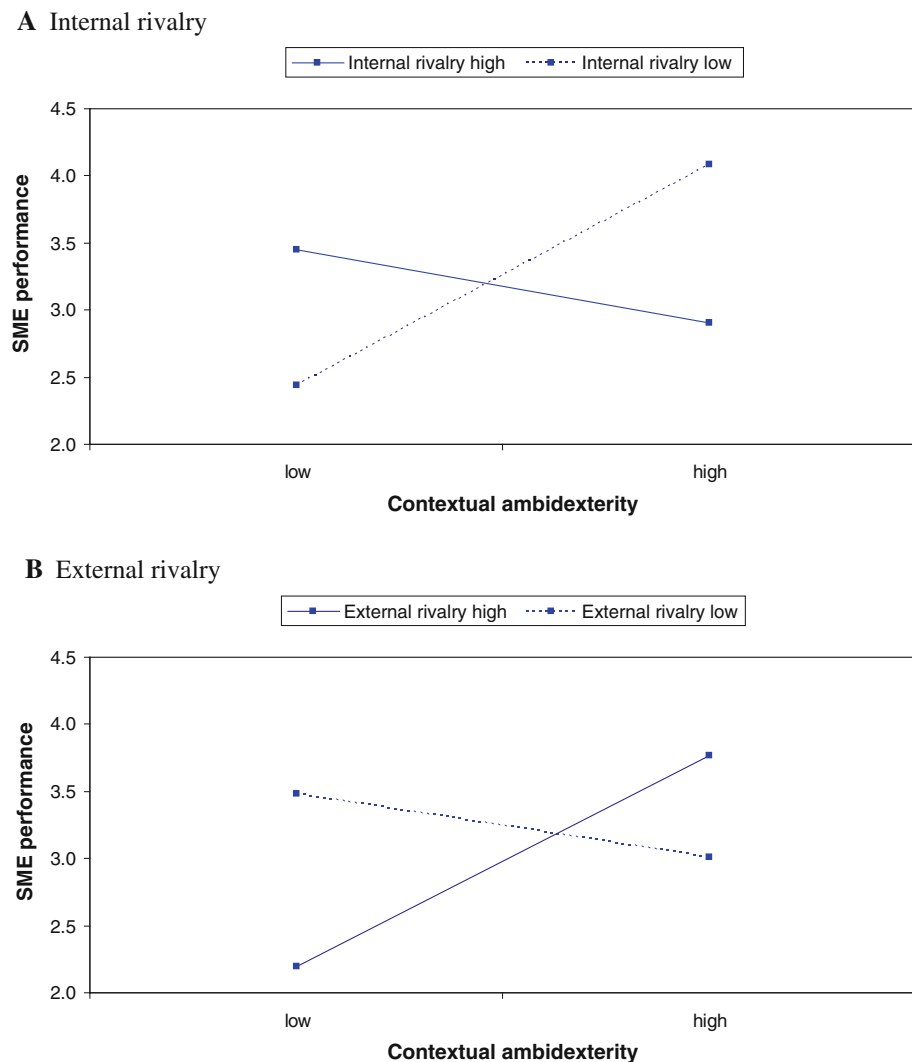 A Internal rivalry
Internal rivalry high Internal rivalry low
4.5
4.0
3.5
3.0
2.5
2.0
SME performance
low high
Contextual ambidexterity
B External rivalry
External rivalry high External rivalry low
4.5
4.0
3.5
3.0
2.5
2.0
SME performance
low high
Contextual ambidexterity